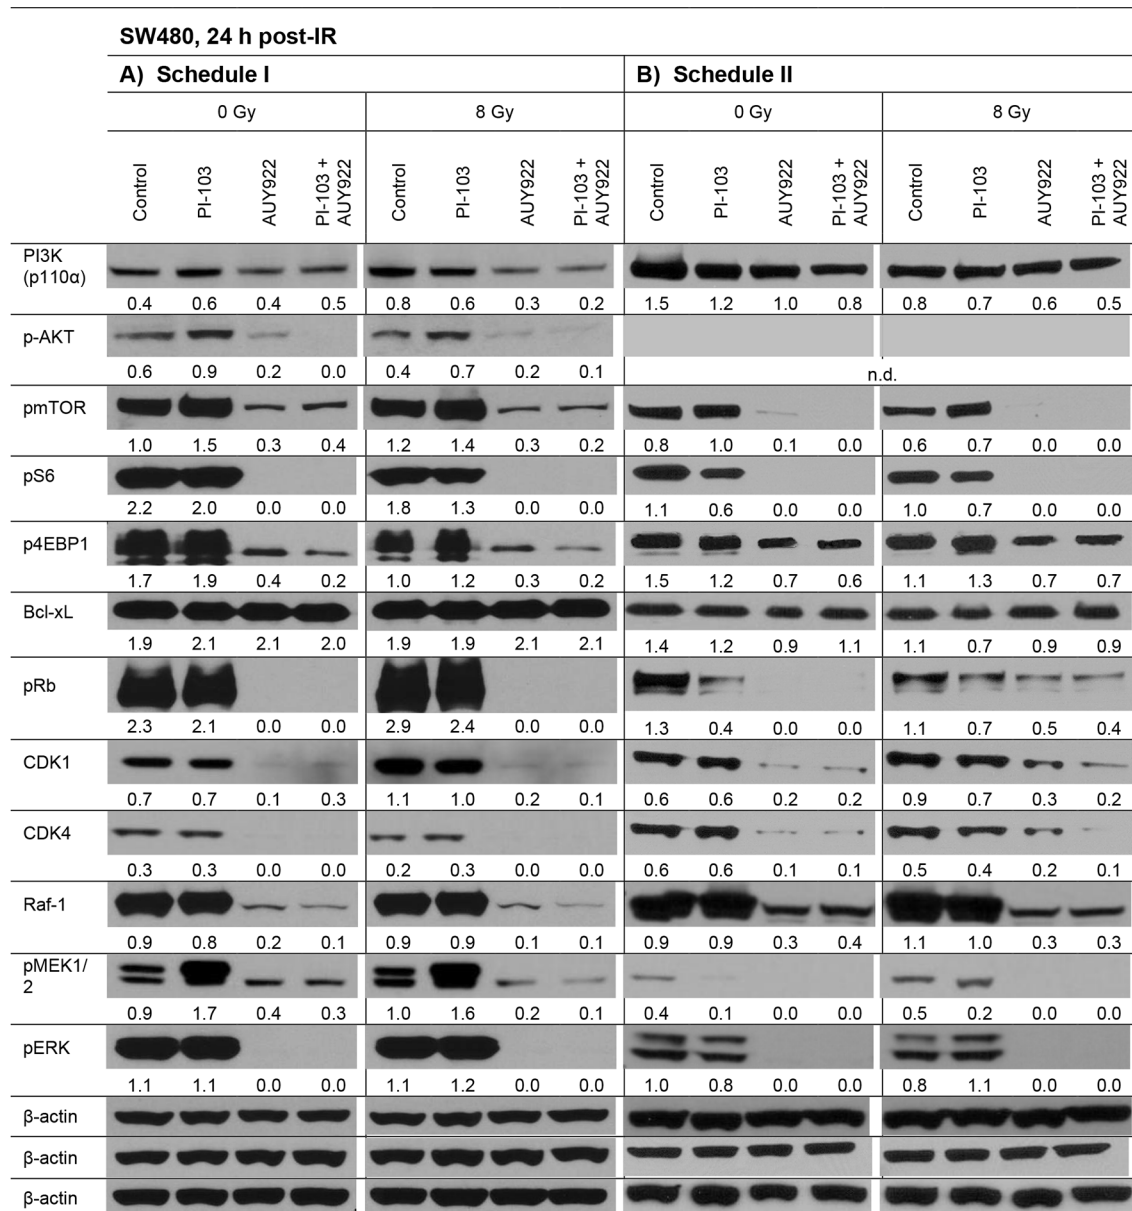 SW480, 24 h post-IR
A) Schedule I B) Schedule II
0 Gy 8 Gy 0 Gy 8 Gy
Control PI-103 AUY922 PI-103 + AUY922 Control PI-103 AUY922 PI-103 + AUY922 Control PI-103 AUY922 PI-103 + AUY922 Control PI-103 AUY922 PI-103 + AUY922
PI3K
(p110α)
0.4 0.6 0.4 0.5 0.8 0.6 0.3 0.2 1.5 1.2 1.0 0.8 0.8 0.7 0.6 0.5
p-AKT
0.6 0.9 0.2 0.0 0.4 0.7 0.2 0.1 n.d.
pmTOR
1.0 1.5 0.3 0.4 1.2 1.4 0.3 0.2 0.8 1.0 0.1 0.0 0.6 0.7 0.0 0.0
pS6
2.2 2.0 0.0 0.0 1.8 1.3 0.0 0.0 1.1 0.6 0.0 0.0 1.0 0.7 0.0 0.0
p4EBP1
1.7 1.9 0.4 0.2 1.0 1.2 0.3 0.2 1.5 1.2 0.7 0.6 1.1 1.3 0.7 0.7
Bcl-xL
1.9 2.1 2.1 2.0 1.9 1.9 2.1 2.1 1.4 1.2 0.9 1.1 1.1 0.7 0.9 0.9
pRb
2.3 2.1 0.0 0.0 2.9 2.4 0.0 0.0 1.3 0.4 0.0 0.0 1.1 0.7 0.5 0.4
CDK1
0.7 0.7 0.1 0.3 1.1 1.0 0.2 0.1 0.6 0.6 0.2 0.2 0.9 0.7 0.3 0.2
CDK4
0.3 0.3 0.0 0.0 0.2 0.3 0.0 0.0 0.6 0.6 0.1 0.1 0.5 0.4 0.2 0.1
Raf-1
0.9 0.8 0.2 0.1 0.9 0.9 0.1 0.1 0.9 0.9 0.3 0.4 1.1 1.0 0.3 0.3
pMEK1/
2
0.9 1.7 0.4 0.3 1.0 1.6 0.2 0.1 0.4 0.1 0.0 0.0 0.5 0.2 0.0 0.0
pERK
1.1 1.1 0.0 0.0 1.1 1.2 0.0 0.0 1.0 0.8 0.0 0.0 0.8 1.1 0.0 0.0
β-actin
β-actin
β-actin